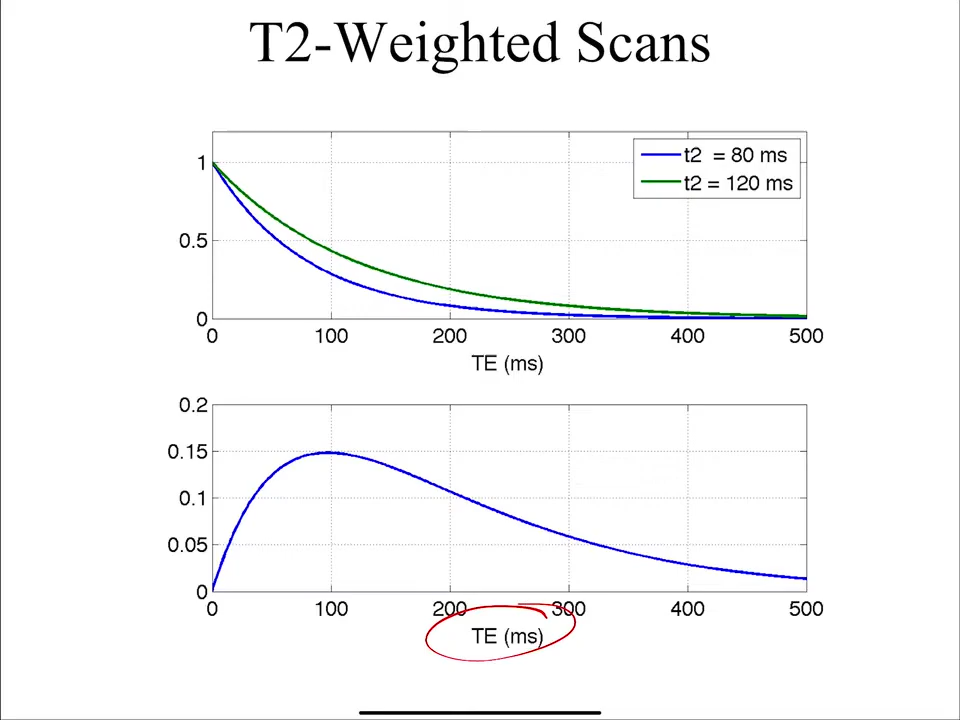 T2-Weighted Scans
t2 = 80 ms
t2 = 120 ms
1
0.5
0
0 100 200 300 400 500
TE (ms)
0.2
0.15
0.1
0.05
0
0 100 200 300 400 500
TE (ms)